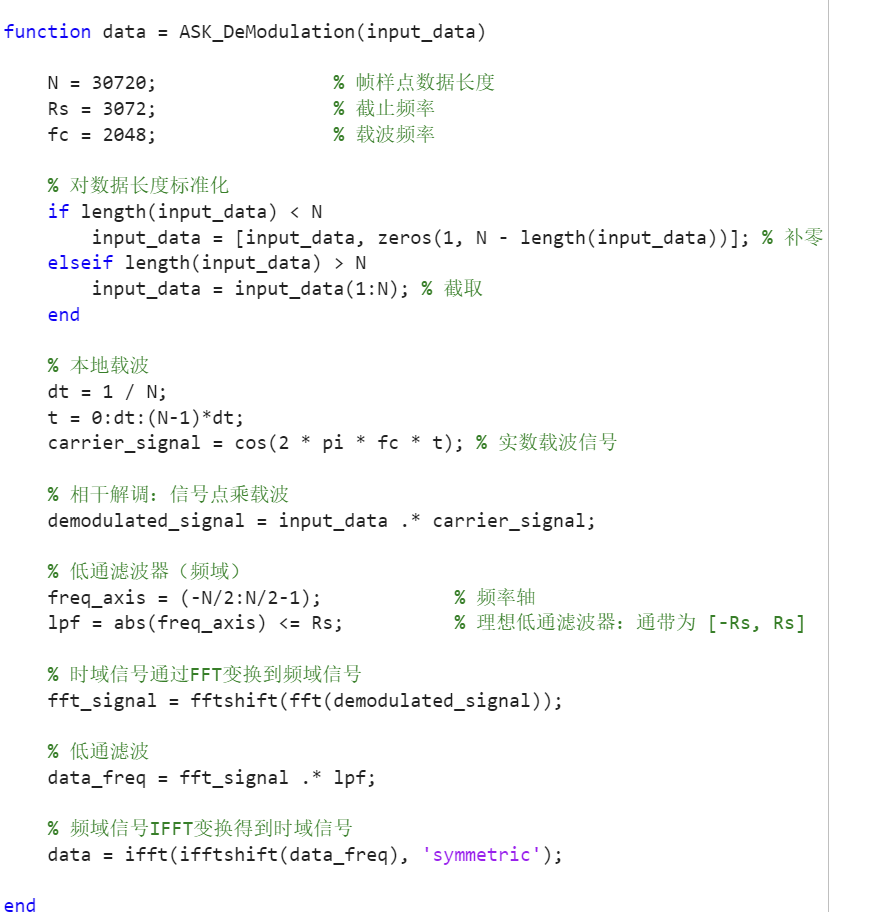 function data = ASK_DeModulation(input_data)
N = 30720; % 帧样点数据长度
Rs = 3072; % 截止频率
fc = 2048; % 载波频率
% 对数据长度标准化
if length(input_data) < N
input_data = [input_data, zeros(1, N - length(input_data))]; % 补零
elseif length(input_data) > N
input_data = input_data(1:N); % 截取
end
% 本地载波
dt = 1 / N;
t = 0:dt:(N-1)*dt;
carrier_signal = cos(2 * pi * fc * t); % 实数载波信号
% 相干解调：信号点乘载波
demodulated_signal = input_data .* carrier_signal;
% 低通滤波器（频域）
freq_axis = (-N/2:N/2-1); % 频率轴
lpf = abs(freq_axis) <= Rs; % 理想低通滤波器：通带为 [-Rs, Rs]
% 时域信号通过FFT变换到频域信号
fft_signal = fftshift(fft(demodulated_signal));
% 低通滤波
data_freq = fft_signal .* lpf;
% 频域信号IFFT变换得到时域信号
data = ifft(ifftshift(data_freq), 'symmetric');
end